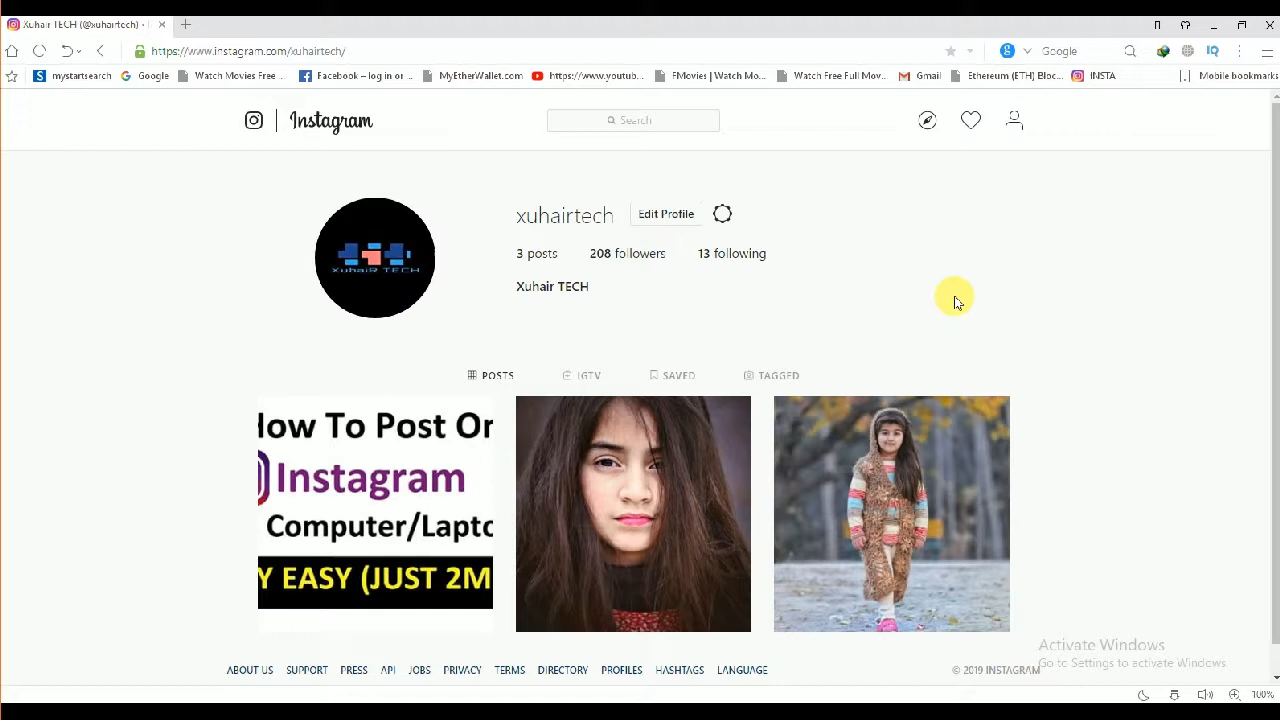 Xuhair TECH (@xuhairtech) •
https://www.instagram.com/xuhairtech/
Google
mystartsearch
Google
Watch Movies Free...
Facebook – log in or ...
MyEtherWallet.com
https://www.youtub...
FMovies | Watch Mo...
Watch Free Full Mov...
Gmail
Ethereum (ETH) Bloc...
INSTA
Mobile bookmarks
Instagram
Search
xuhairtech
Edit Profile
3 posts
208 followers
13 following
XuhaiR TECH
Xuhair TECH
POSTS
IGTV
SAVED
TAGGED
How To Post On
Instagram
Computer/Lapto
Y EASY (JUST 2M
Activate Windows
Go to Settings to activate Windows.
ABOUT US
SUPPORT
PRESS
API
JOBS
PRIVACY
TERMS
DIRECTORY
PROFILES
HASHTAGS
LANGUAGE
© 2019 INSTAGRAM
100%